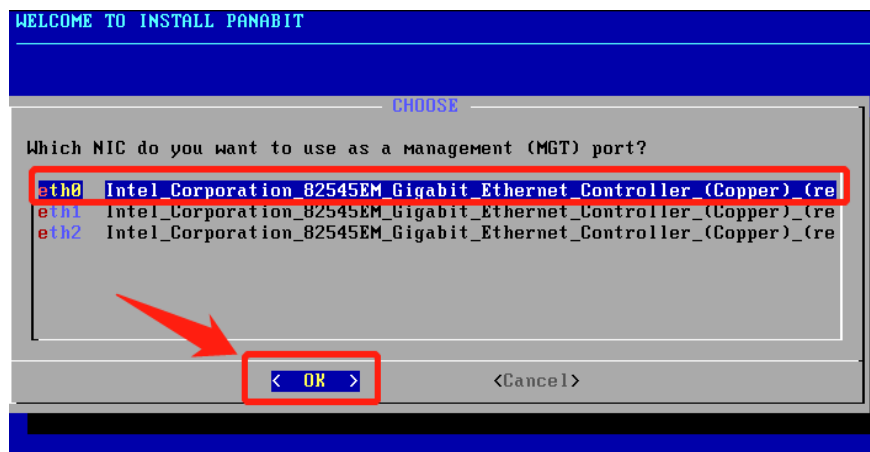 WELCOME TO INSTALL PANABIT
CHOOSE
Which NIC do you want to use as a management (MGT) port?
eth0 Intel_Corporation_82545EM_Gigabit_Ethernet_Controller_(Copper)_(re
eth1 Intel_Corporation_82545EM_Gigabit_Ethernet_Controller_(Copper)_(re
eth2 Intel_Corporation_82545EM_Gigabit_Ethernet_Controller_(Copper)_(re
< OK > <Cancel>